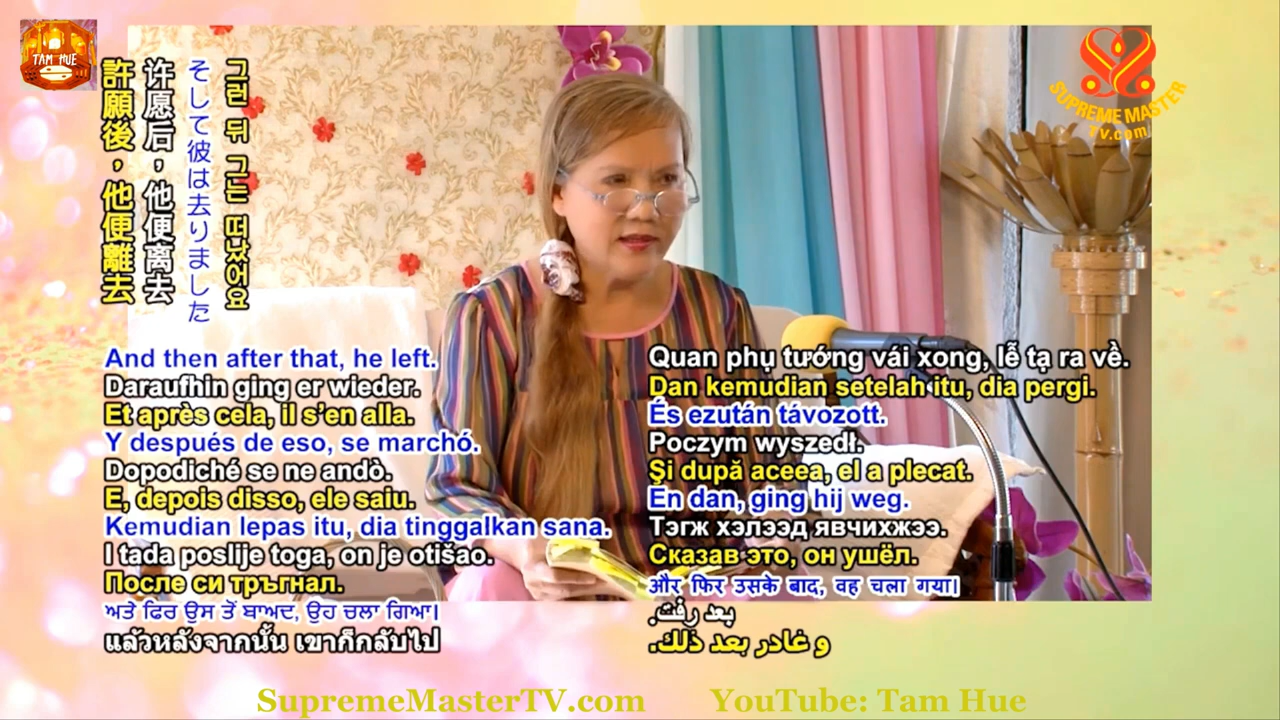 TAM HUE
SUPREME MASTER
TV.com
許願後，他便離去
许愿后，他便离去
そして彼は去りました
그런 뒤 그는 떠났어요
And then after that, he left.
Daraufhin ging er wieder.
Et après cela, il s’en alla.
Y después de eso, se marchó.
Dopodiché se ne andò.
E, depois disso, ele saiu.
Kemudian lepas itu, dia tinggalkan sana.
I tada poslije toga, on je otišao.
После си тръгнал.
ਅਤੇ ਫਿਰ ਉਸ ਤੋਂ ਬਾਅਦ, ਉਹ ਚਲਾ ਗਿਆ।
แล้วหลังจากนั้น เขาก็กลับไป
Quan phụ tướng vái xong, lễ tạ ra về.
Dan kemudian setelah itu, dia pergi.
És ezután távozott.
Poczym wyszedł.
Şi după aceea, el a plecat.
En dan, ging hij weg.
Тэгж хэлээд явчихжээ.
Сказав это, он ушёл.
और फिर उसके बाद, वह चला गया।
بعد رفت.
و غادر بعد ذلك.
SupremeMasterTV.com
YouTube: Tam Hue